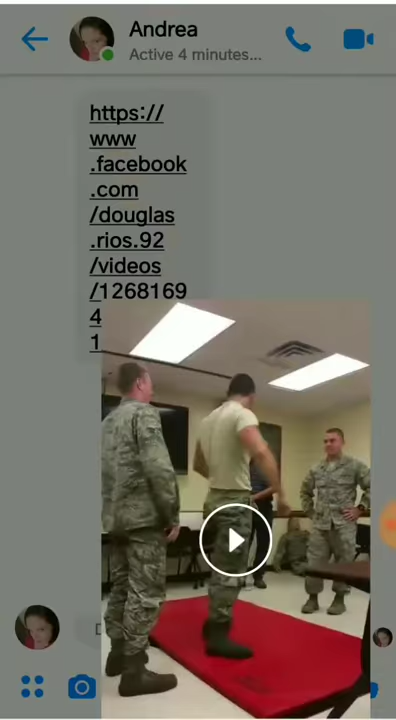 Andrea
Active 4 minutes...
https://
www
.facebook
.com
/douglas
.rios.92
/videos
/1268169
4
1